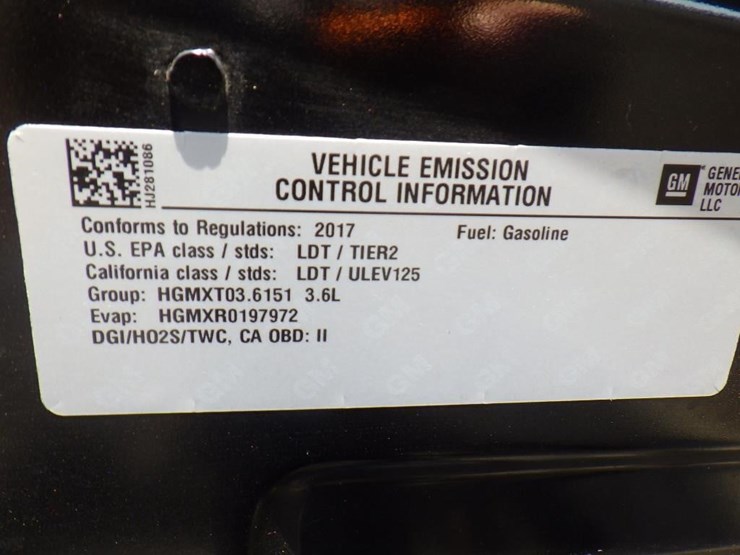 HJ281086
VEHICLE EMISSION
CONTROL INFORMATION
GM
LLC
Conforms to Regulations: 2017
Fuel: Gasoline
U.S. EPA class / stds: LDT / TIER2
California class / stds: LDT / ULEV125
Group: HGMXT03.6151 3.6L
Evap: HGMXR0197972
DGI/HO2S/TWC, CA OBD: II